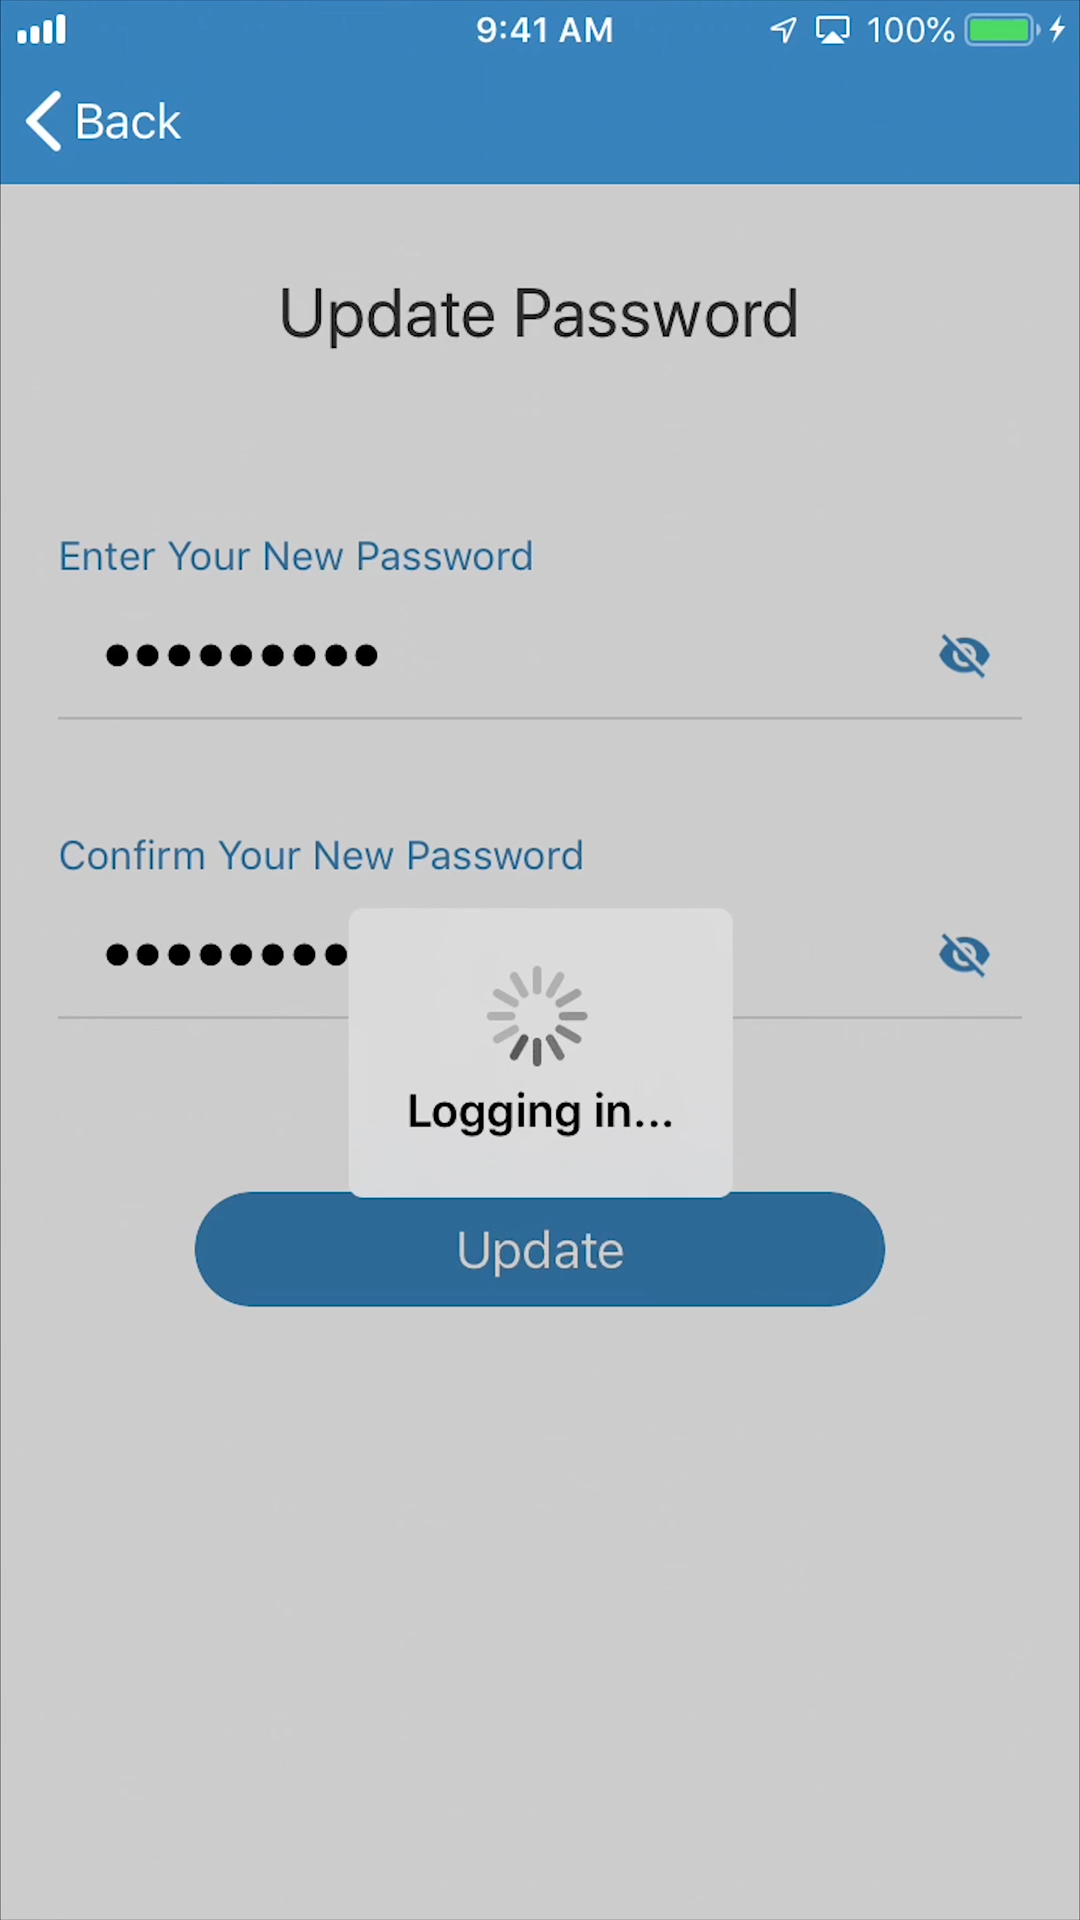 9:41 AM
100%
Back
Update Password
Enter Your New Password
•••••••••
Confirm Your New Password
••••••••
Logging in...
Update